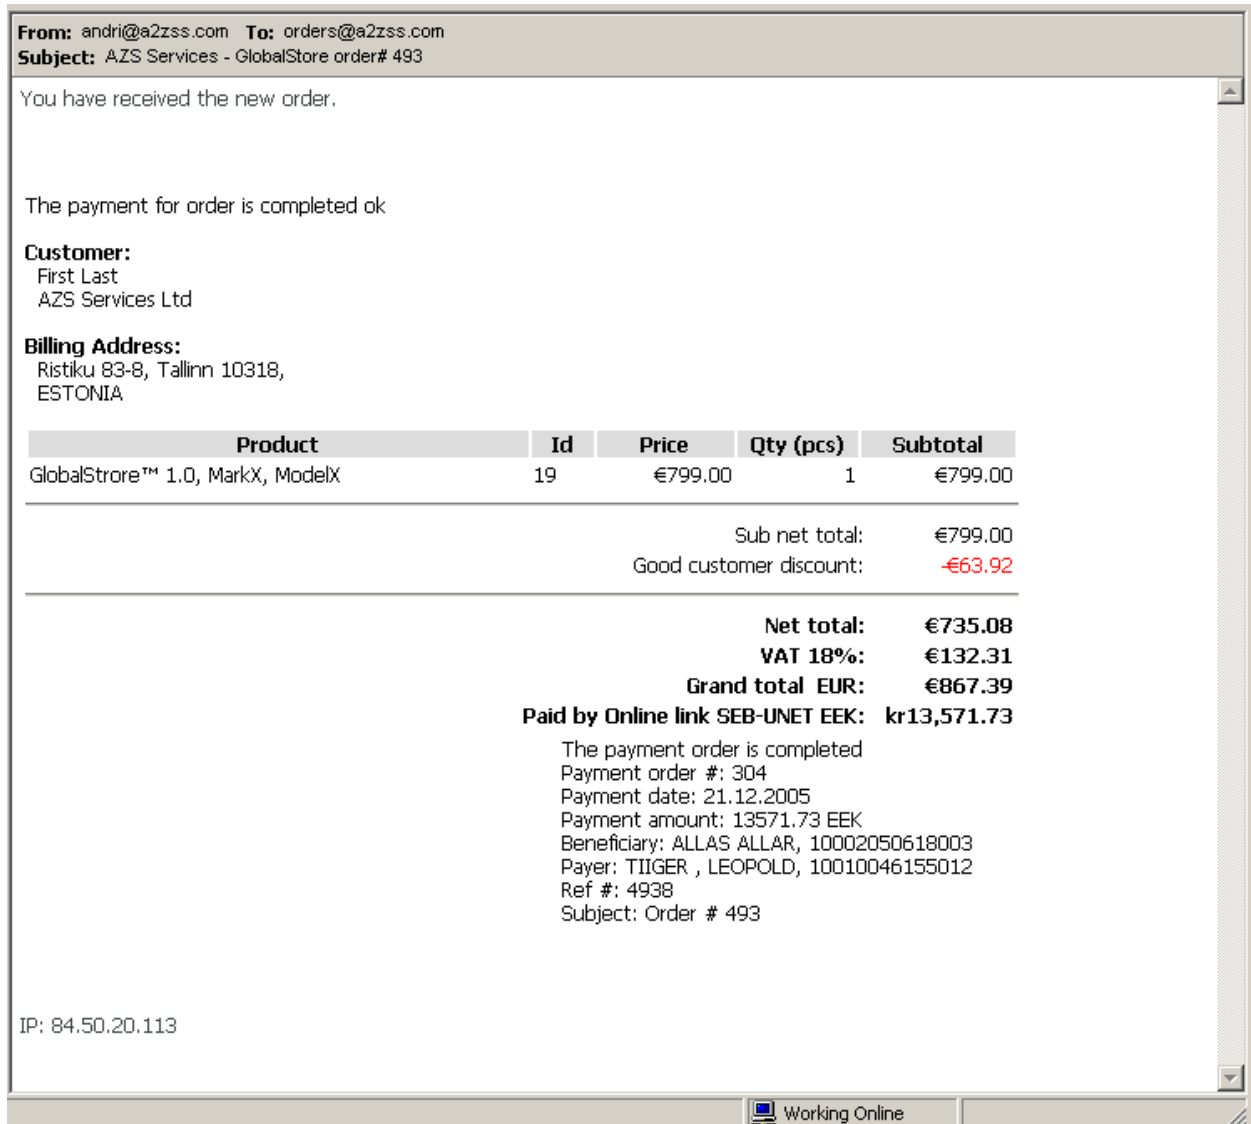 From: andri@a2zss.com To: orders@a2zss.com
Subject: AZS Services - GlobalStore order# 493
You have received the new order.
The payment for order is completed ok
Customer:
First Last
AZS Services Ltd
Billing Address:
Ristiku 83-8, Tallinn 10318,
ESTONIA
Product Id Price Qty (pcs) Subtotal
GlobalStrore™ 1.0, MarkX, ModelX 19 €799.00 1 €799.00
Sub net total: €799.00
Good customer discount: -€63.92
Net total: €735.08
VAT 18%: €132.31
Grand total EUR: €867.39
Paid by Online link SEB-UNET EEK: kr13,571.73
The payment order is completed
Payment order #: 304
Payment date: 21.12.2005
Payment amount: 13571.73 EEK
Beneficiary: ALLAS ALLAR, 10002050618003
Payer: TIIGER , LEOPOLD, 10010046155012
Ref #: 4938
Subject: Order # 493
IP: 84.50.20.113
Working Online